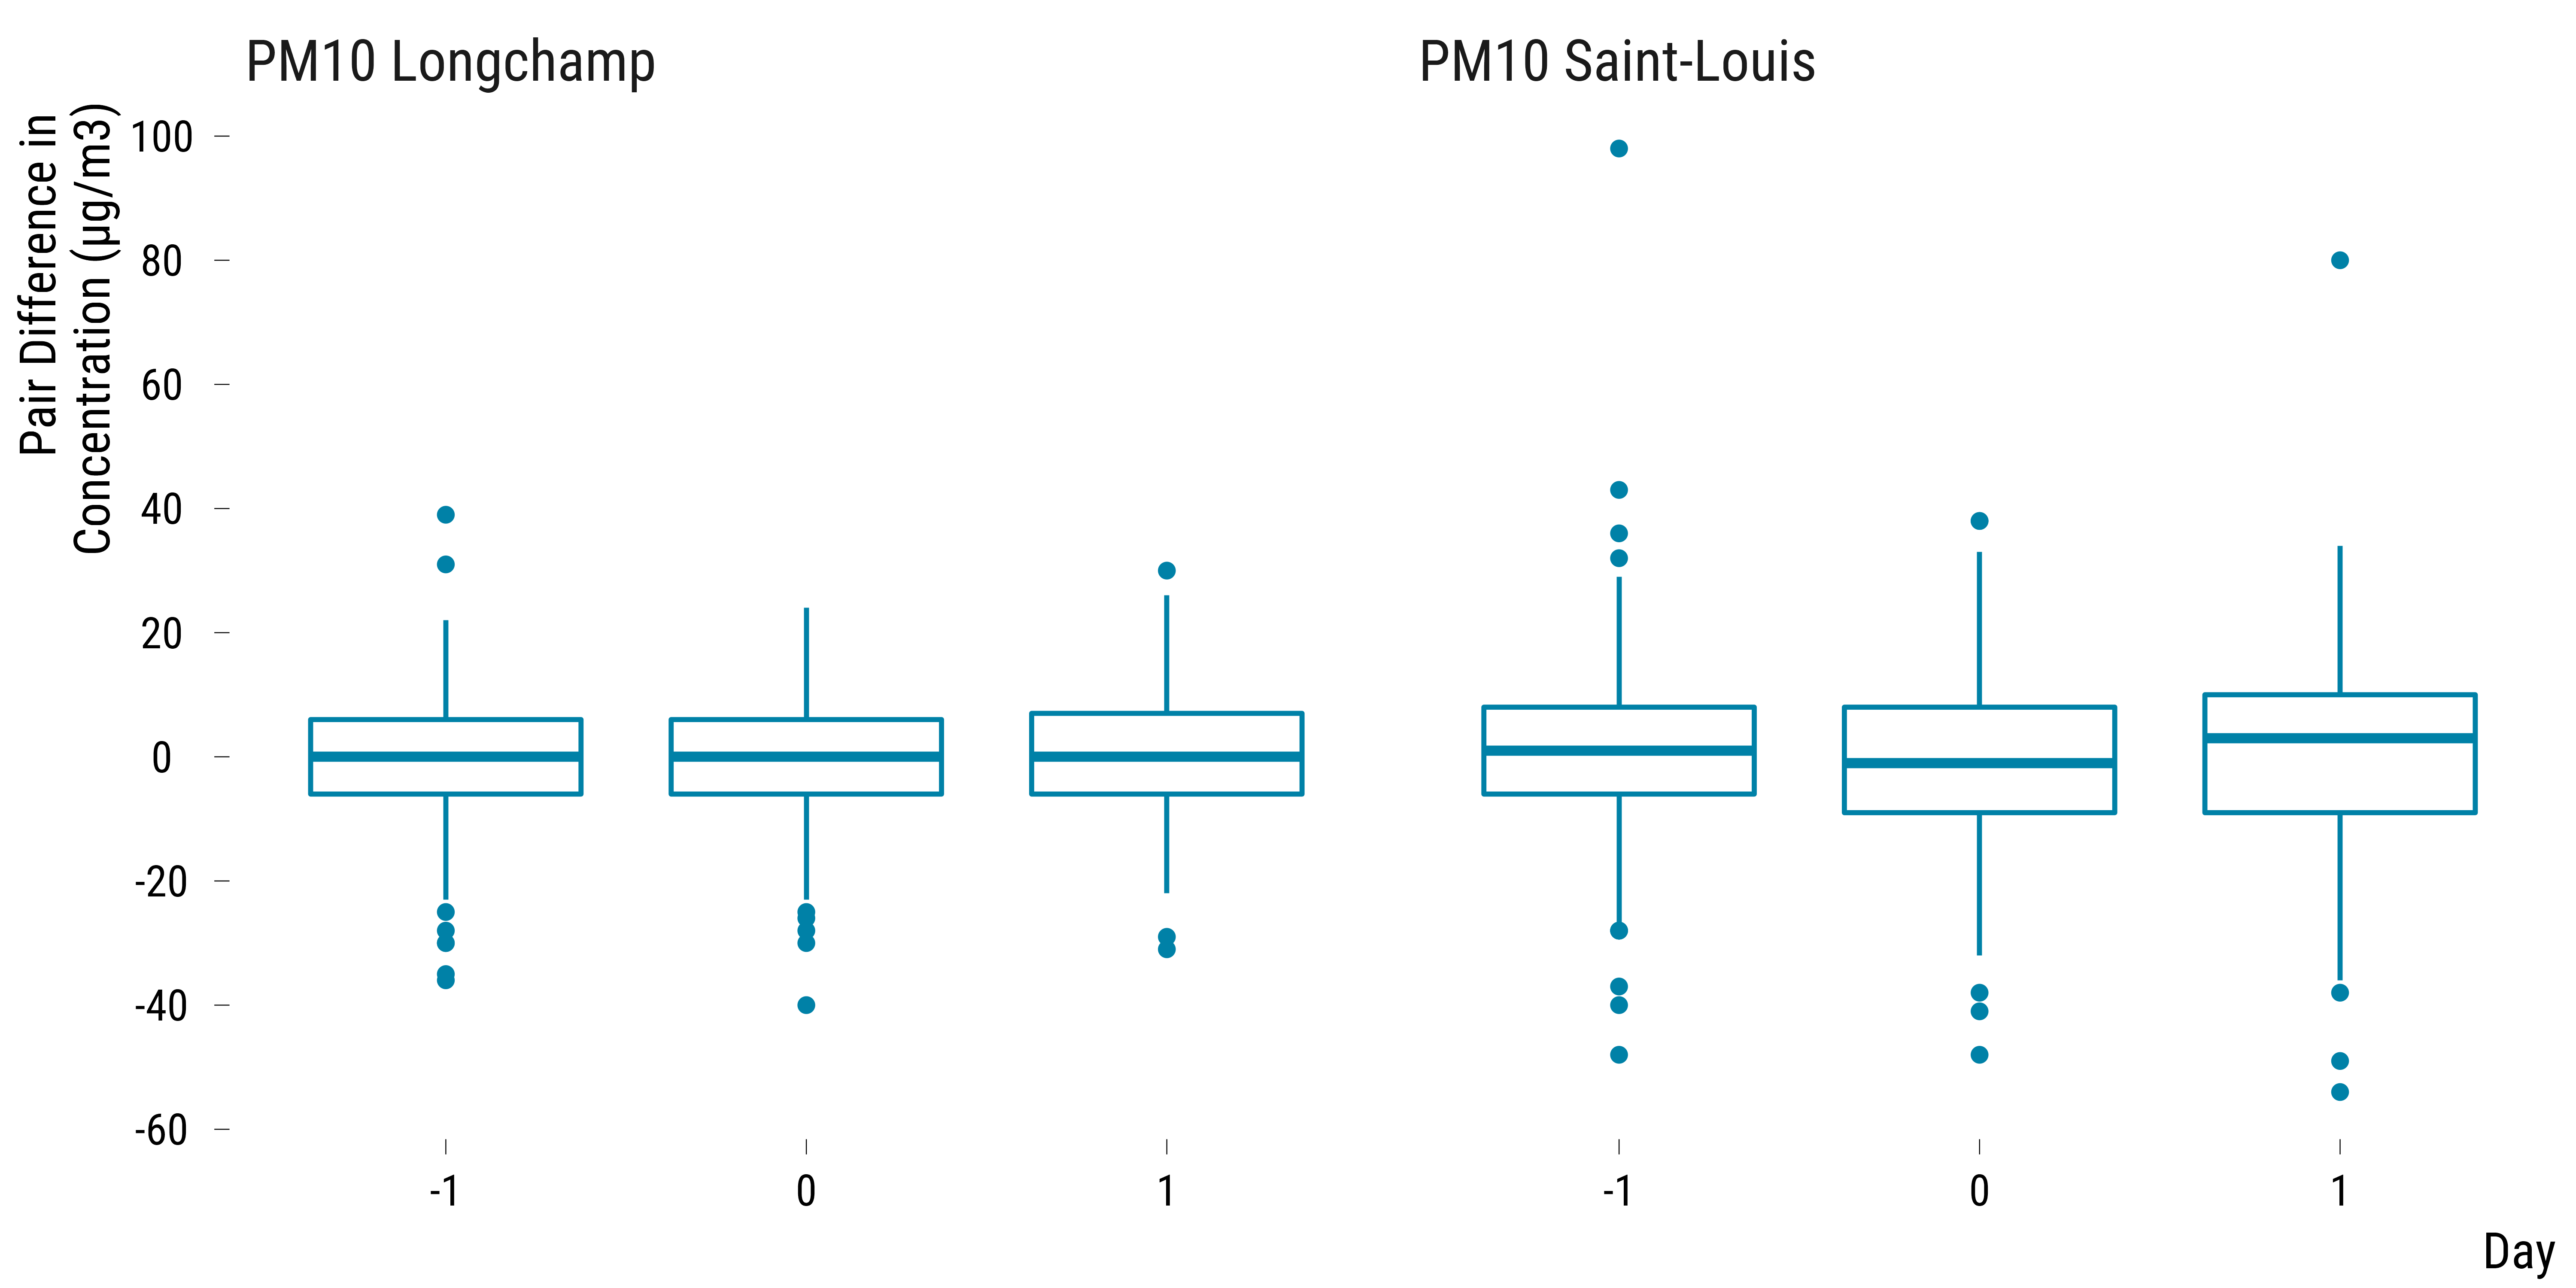 PM10 Longchamp
PM10 Saint-Louis
Pair Difference in
Concentration (µg/m3)
100
80
60
40
20
0
-20
-40
-60
-1 0 1
-1 0 1
Day